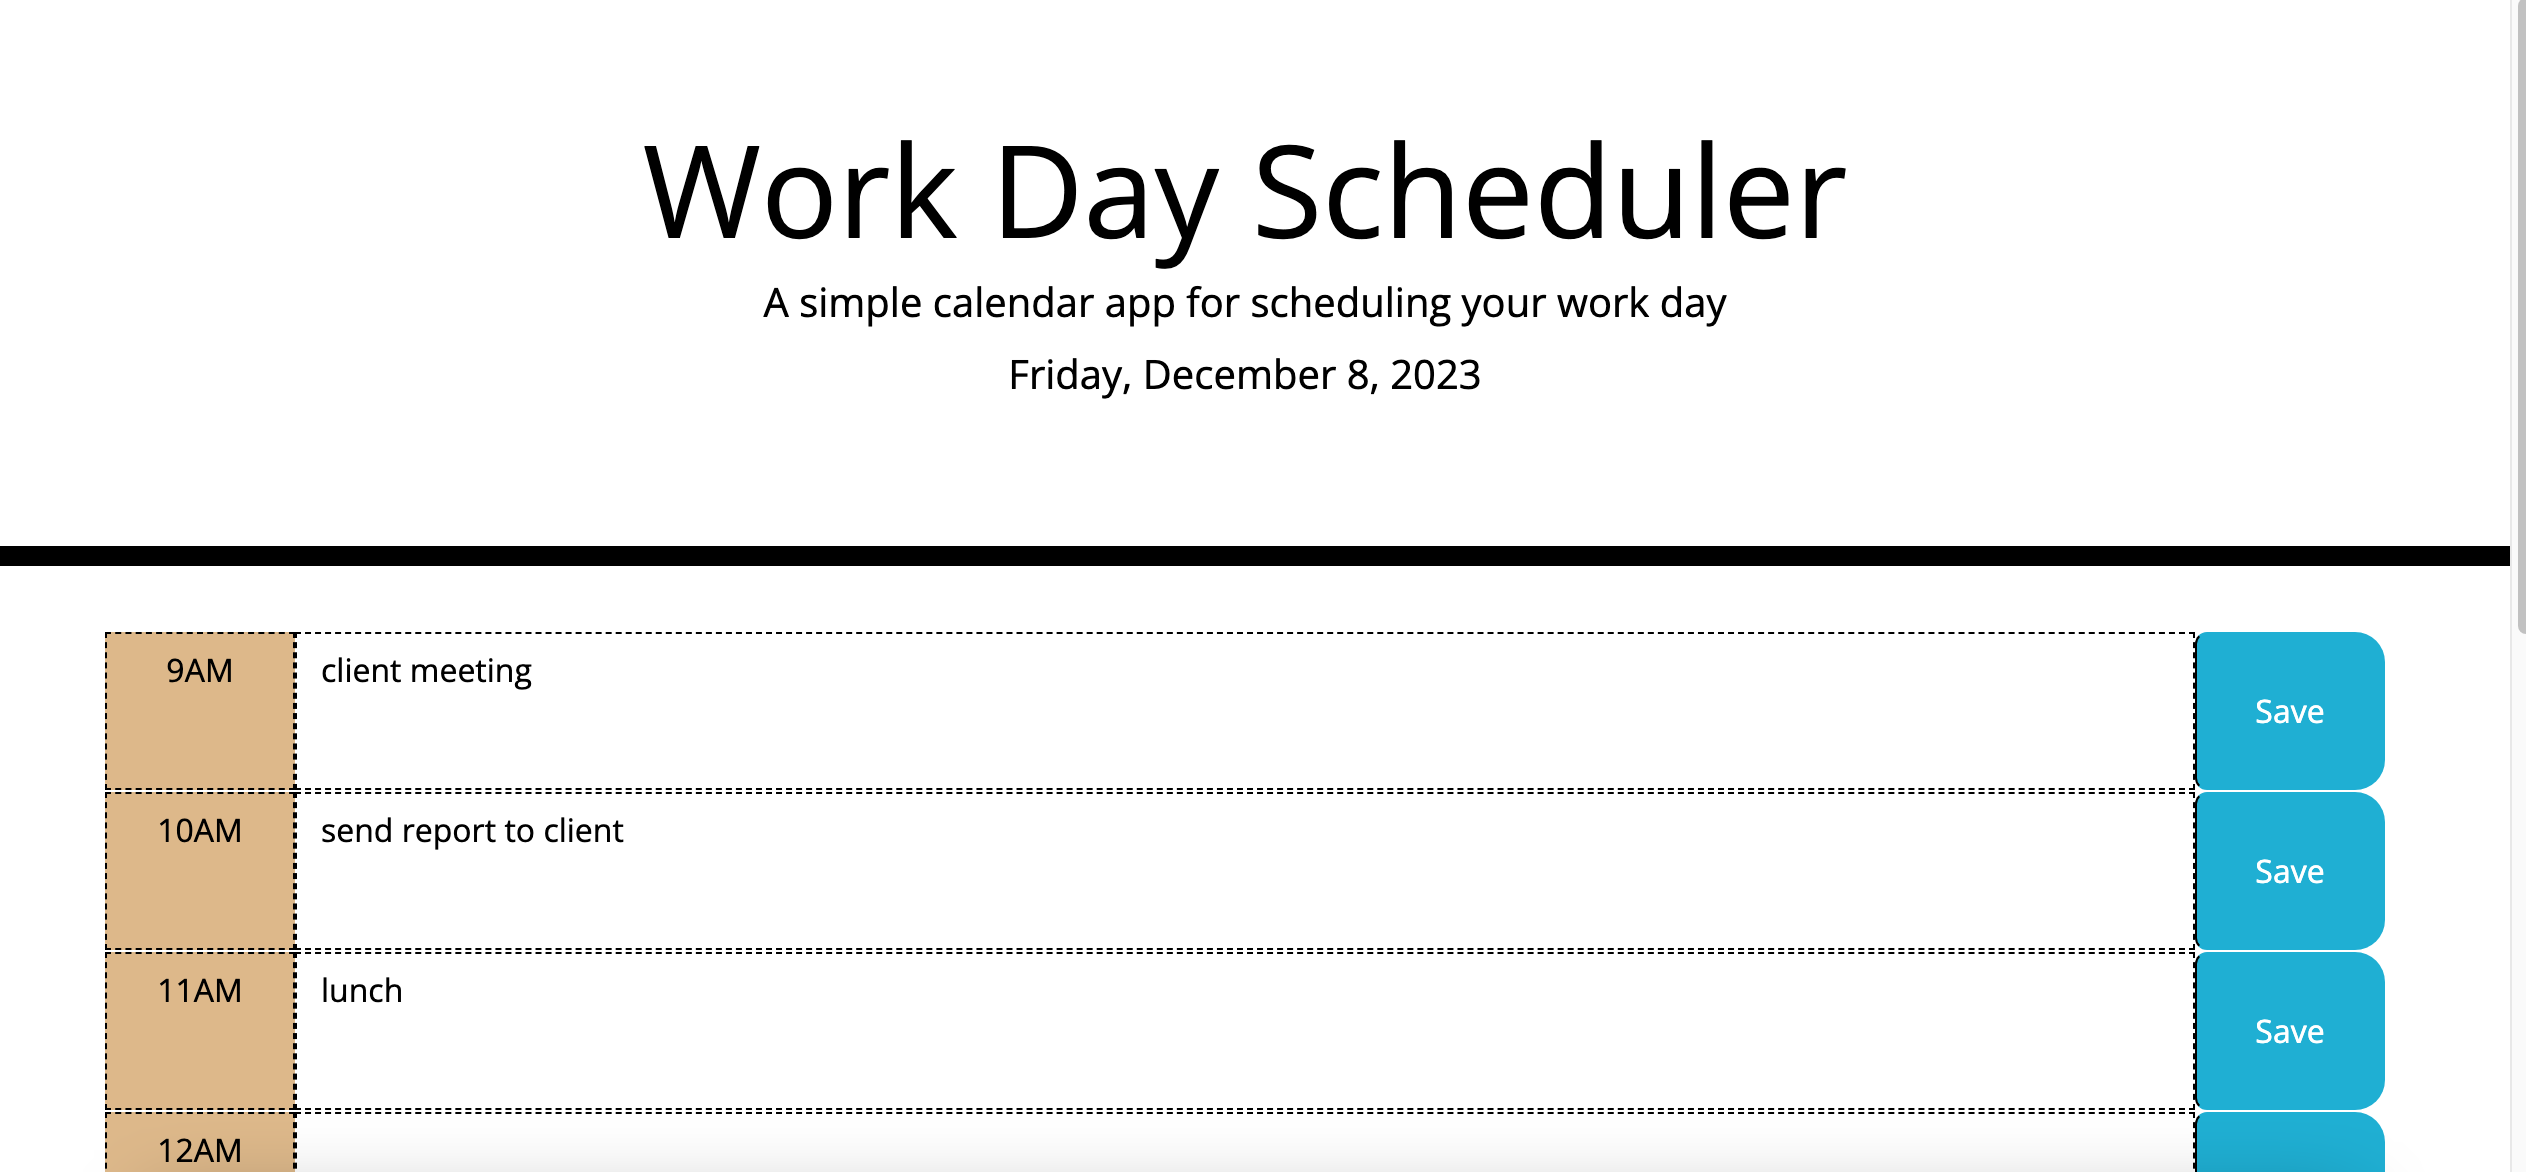 Work Day Scheduler
A simple calendar app for scheduling your work day
Friday, December 8, 2023
9AM client meeting Save
10AM send report to client Save
11AM lunch Save
12AM